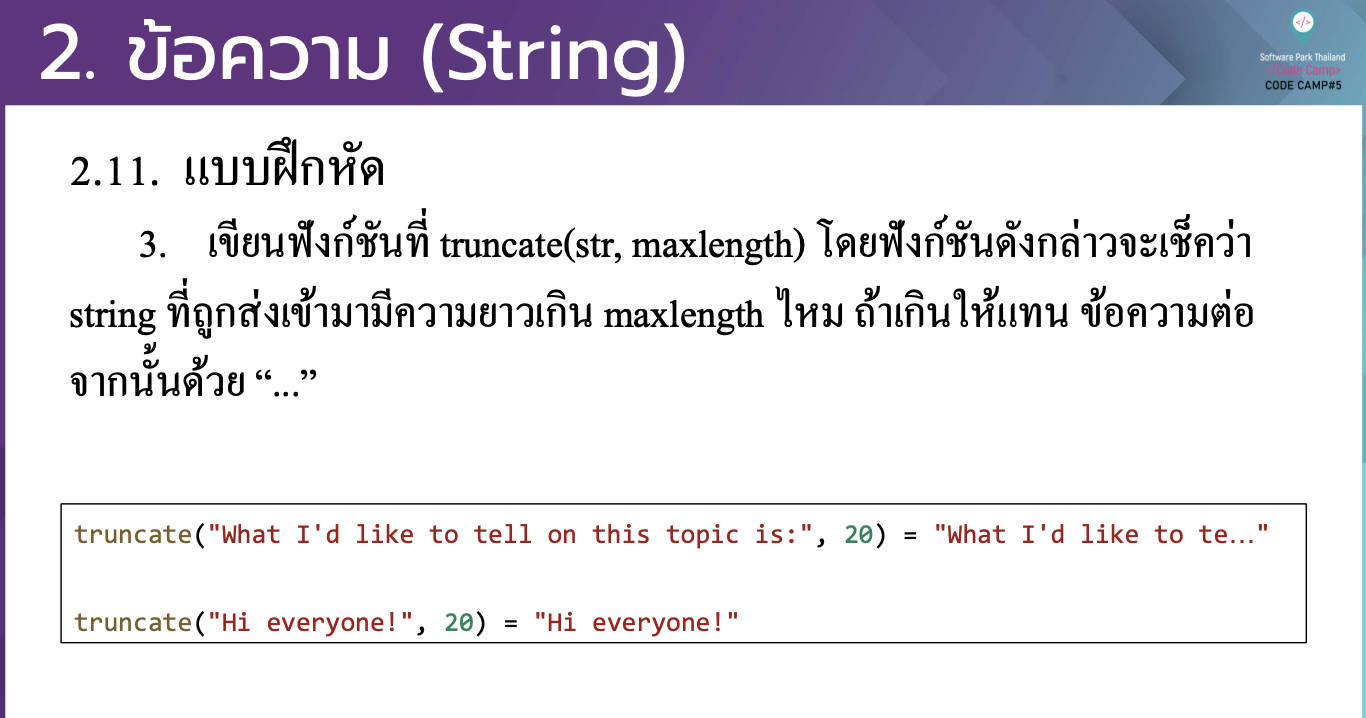 2. ข้อความ (String)
</>
Software Park Thailand
</Code Camp>
CODE CAMP#5
2.11. แบบฝึกหัด
3. เขียนฟังก์ชันที่ truncate(str, maxlength) โดยฟังก์ชันดังกล่าวจะเช็คว่า
string ที่ถูกส่งเข้ามามีความยาวเกิน maxlength ไหม ถ้าเกินให้แทน ข้อความต่อ
จากนั้นด้วย “...”
truncate("What I'd like to tell on this topic is:", 20) = "What I'd like to te…"
truncate("Hi everyone!", 20) = "Hi everyone!"